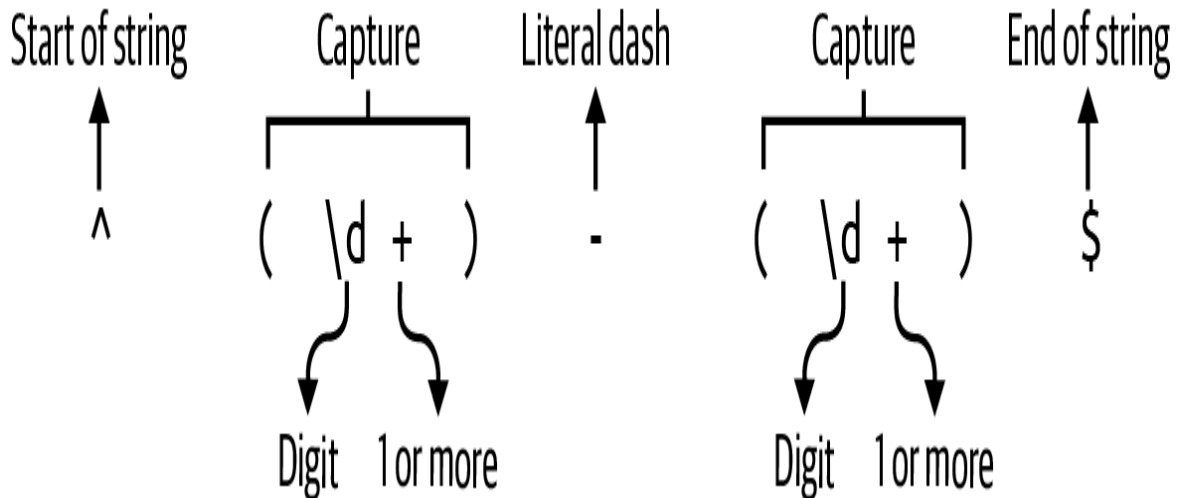 Start of string Capture Literal dash Capture End of string
^ ( \d + ) - ( \d + ) $
Digit 1 or more Digit 1 or more